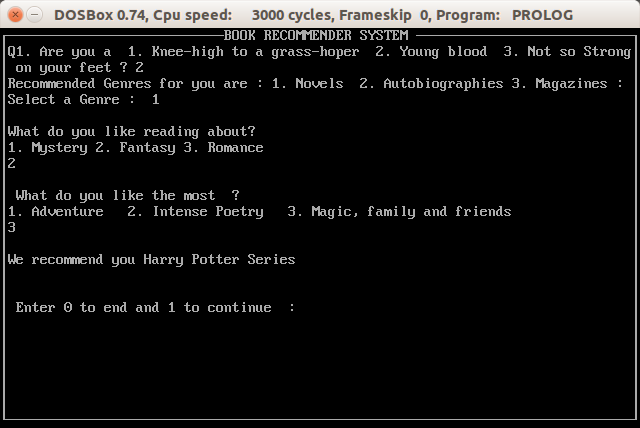 DOSBox 0.74, Cpu speed: 3000 cycles, Frameskip 0, Program: PROLOG
BOOK RECOMMENDER SYSTEM
Q1. Are you a 1. Knee-high to a grass-hoper 2. Young blood 3. Not so Strong
on your feet ? 2
Recommended Genres for you are : 1. Novels 2. Autobiographies 3. Magazines :
Select a Genre : 1
What do you like reading about?
1. Mystery 2. Fantasy 3. Romance
2
What do you like the most ?
1. Adventure 2. Intense Poetry 3. Magic, family and friends
3
We recommend you Harry Potter Series
Enter 0 to end and 1 to continue :